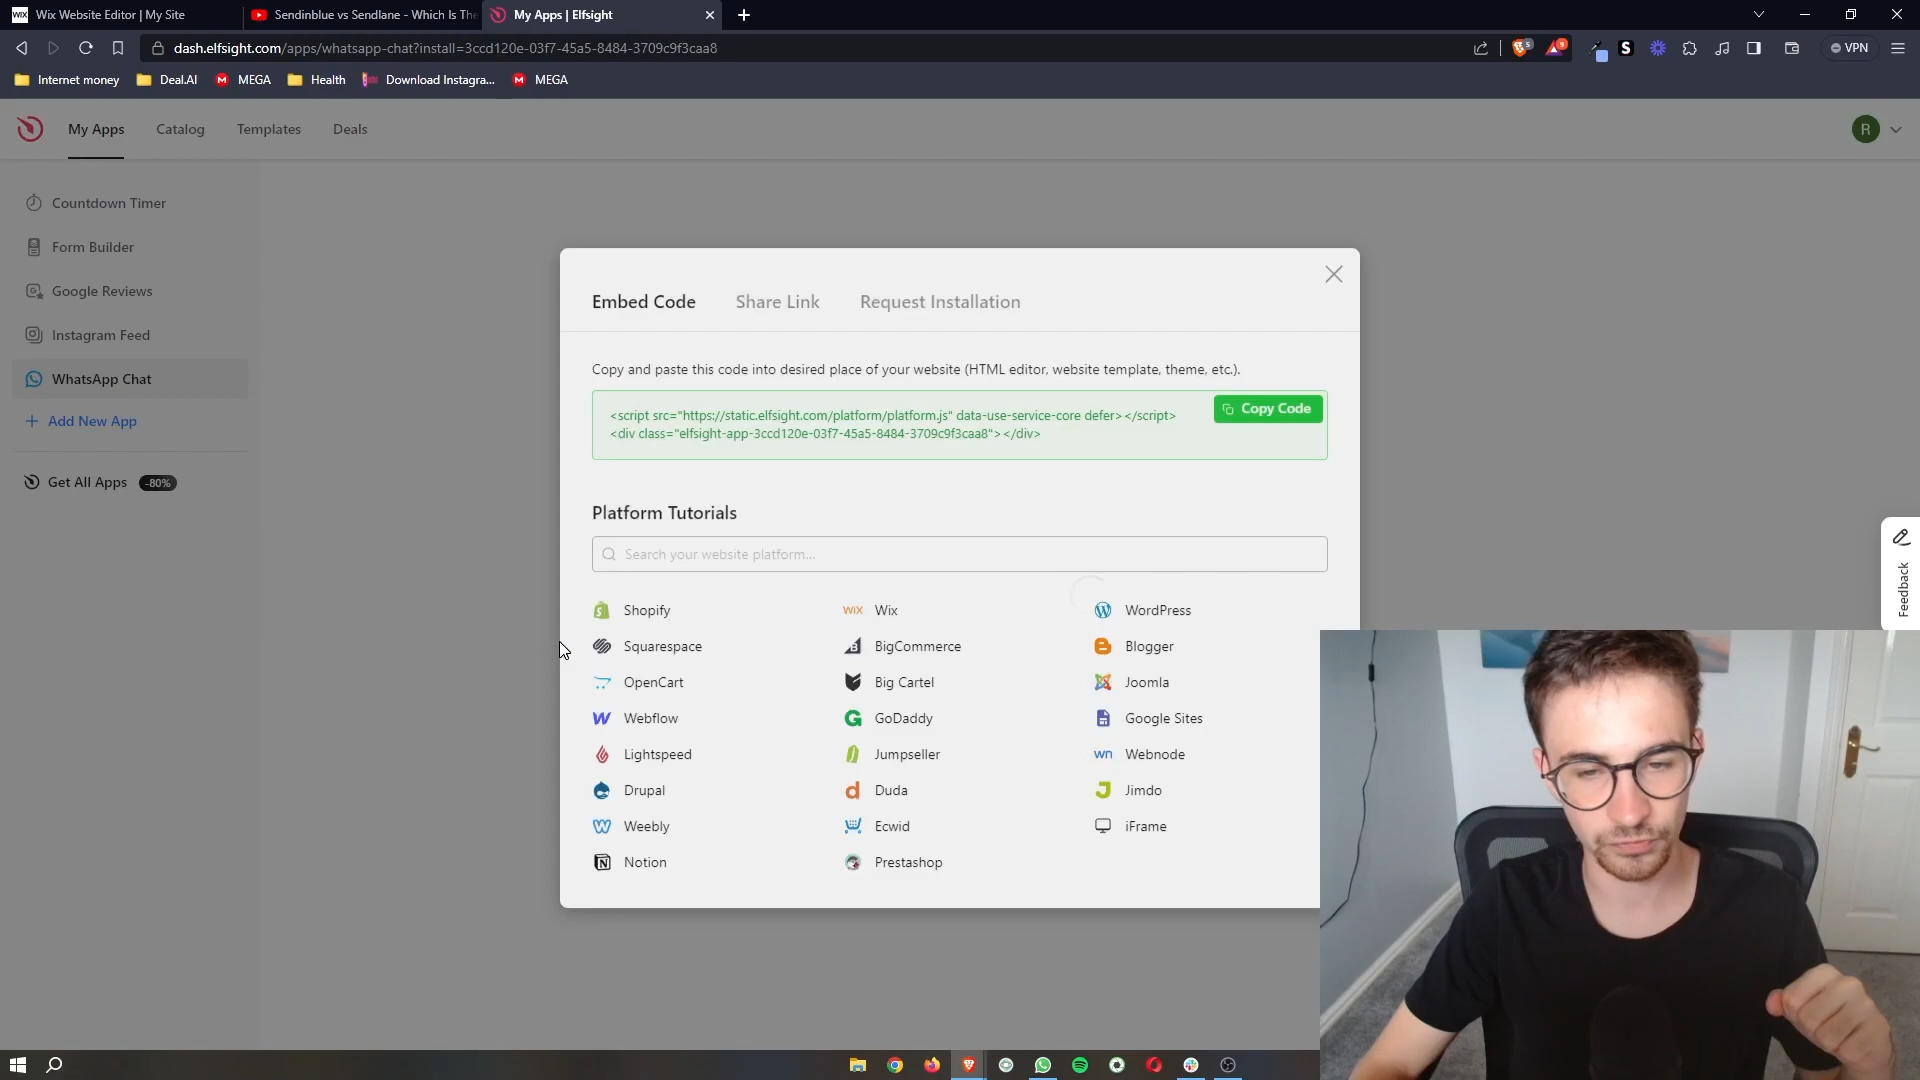 WIX Wix Website Editor | My Site
Sendinblue vs Sendlane - Which Is The
My Apps | Elfsight
dash.elfsight.com/apps/whatsapp-chat?install=3ccd120e-03f7-45a5-8484-3709c9f3caa8
VPN
Internet money
Deal.AI
MEGA
Health
Download Instagra...
MEGA
My Apps
Catalog
Templates
Deals
R
Countdown Timer
Form Builder
Google Reviews
Instagram Feed
WhatsApp Chat
+ Add New App
Get All Apps -80%
Embed Code
Share Link
Request Installation
Copy and paste this code into desired place of your website (HTML editor, website template, theme, etc.).
<script src="https://static.elfsight.com/platform/platform.js" data-use-service-core defer></script>
<div class="elfsight-app-3ccd120e-03f7-45a5-8484-3709c9f3caa8"></div>
Copy Code
Platform Tutorials
Search your website platform...
Shopify
WiX Wix
WordPress
Squarespace
BigCommerce
Blogger
OpenCart
Big Cartel
Joomla
Webflow
GoDaddy
Google Sites
Lightspeed
Jumpseller
wn Webnode
Drupal
Duda
Jimdo
Weebly
Ecwid
iFrame
Notion
Prestashop
Feedback